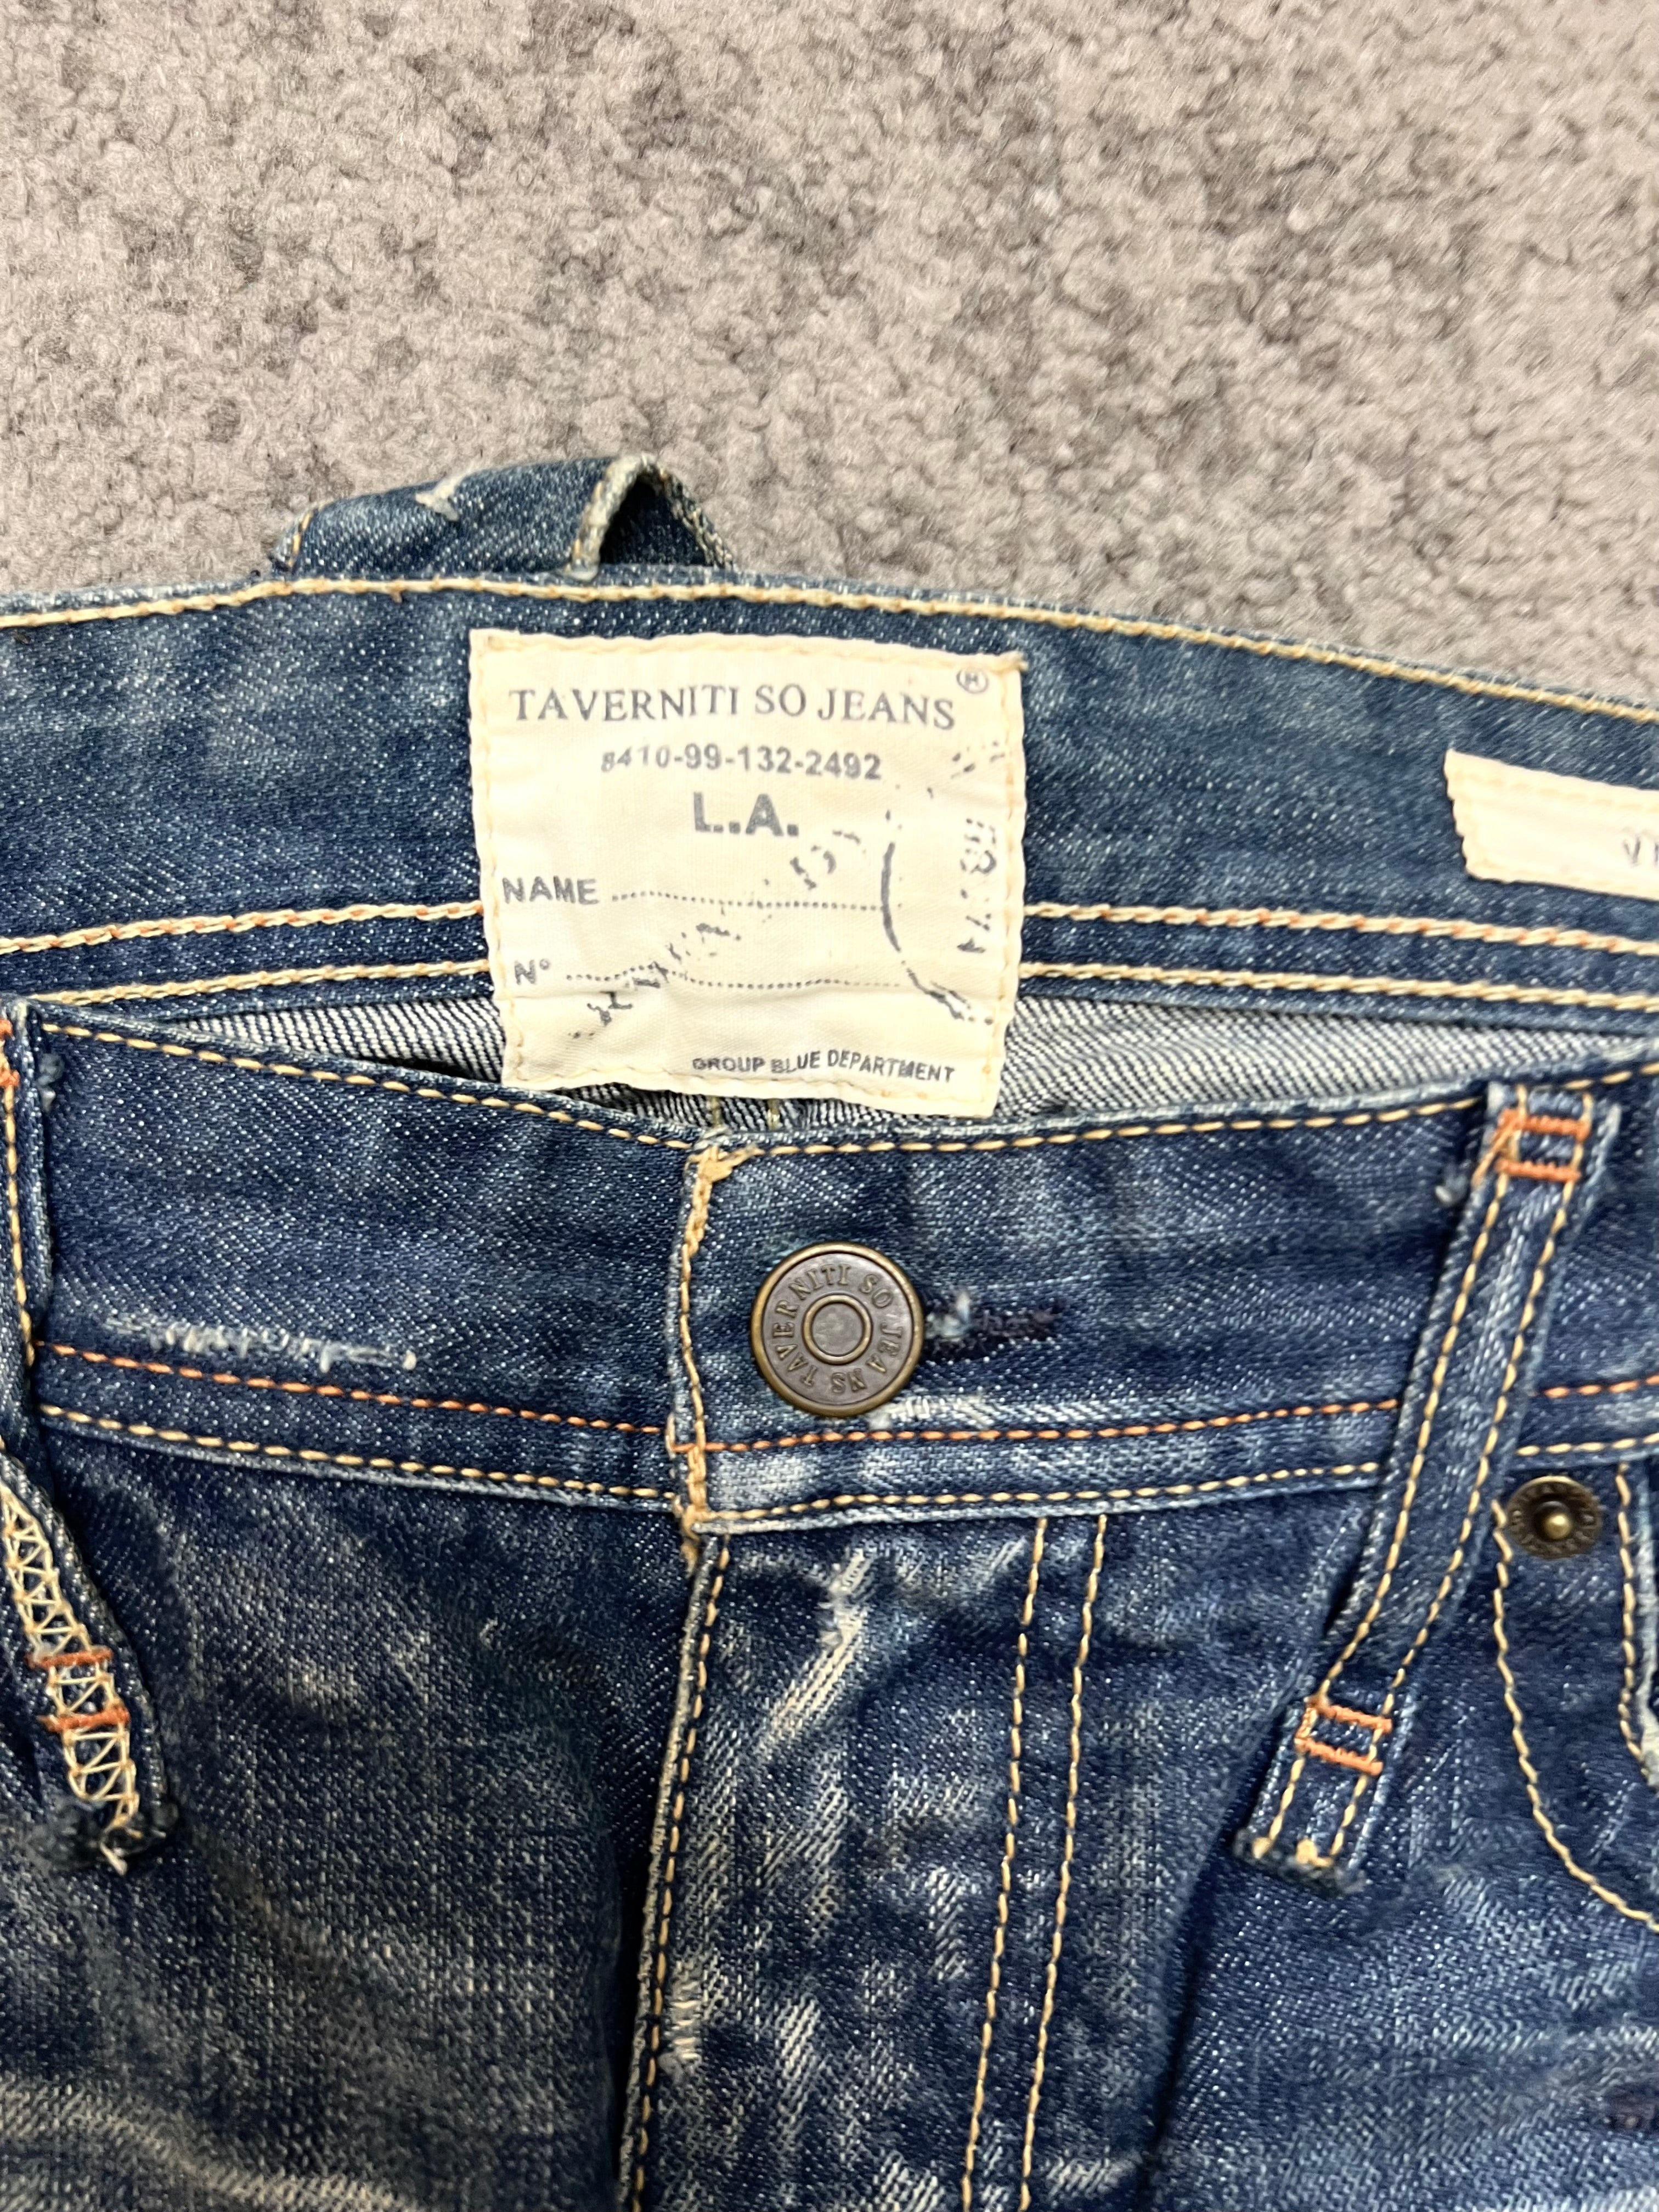 TAVERNITI SO JEANS®
8410-99-132-2492
L.A.
NAME
N°
GROUP BLUE DEPARTMENT
TAVERNITI SO JEANS